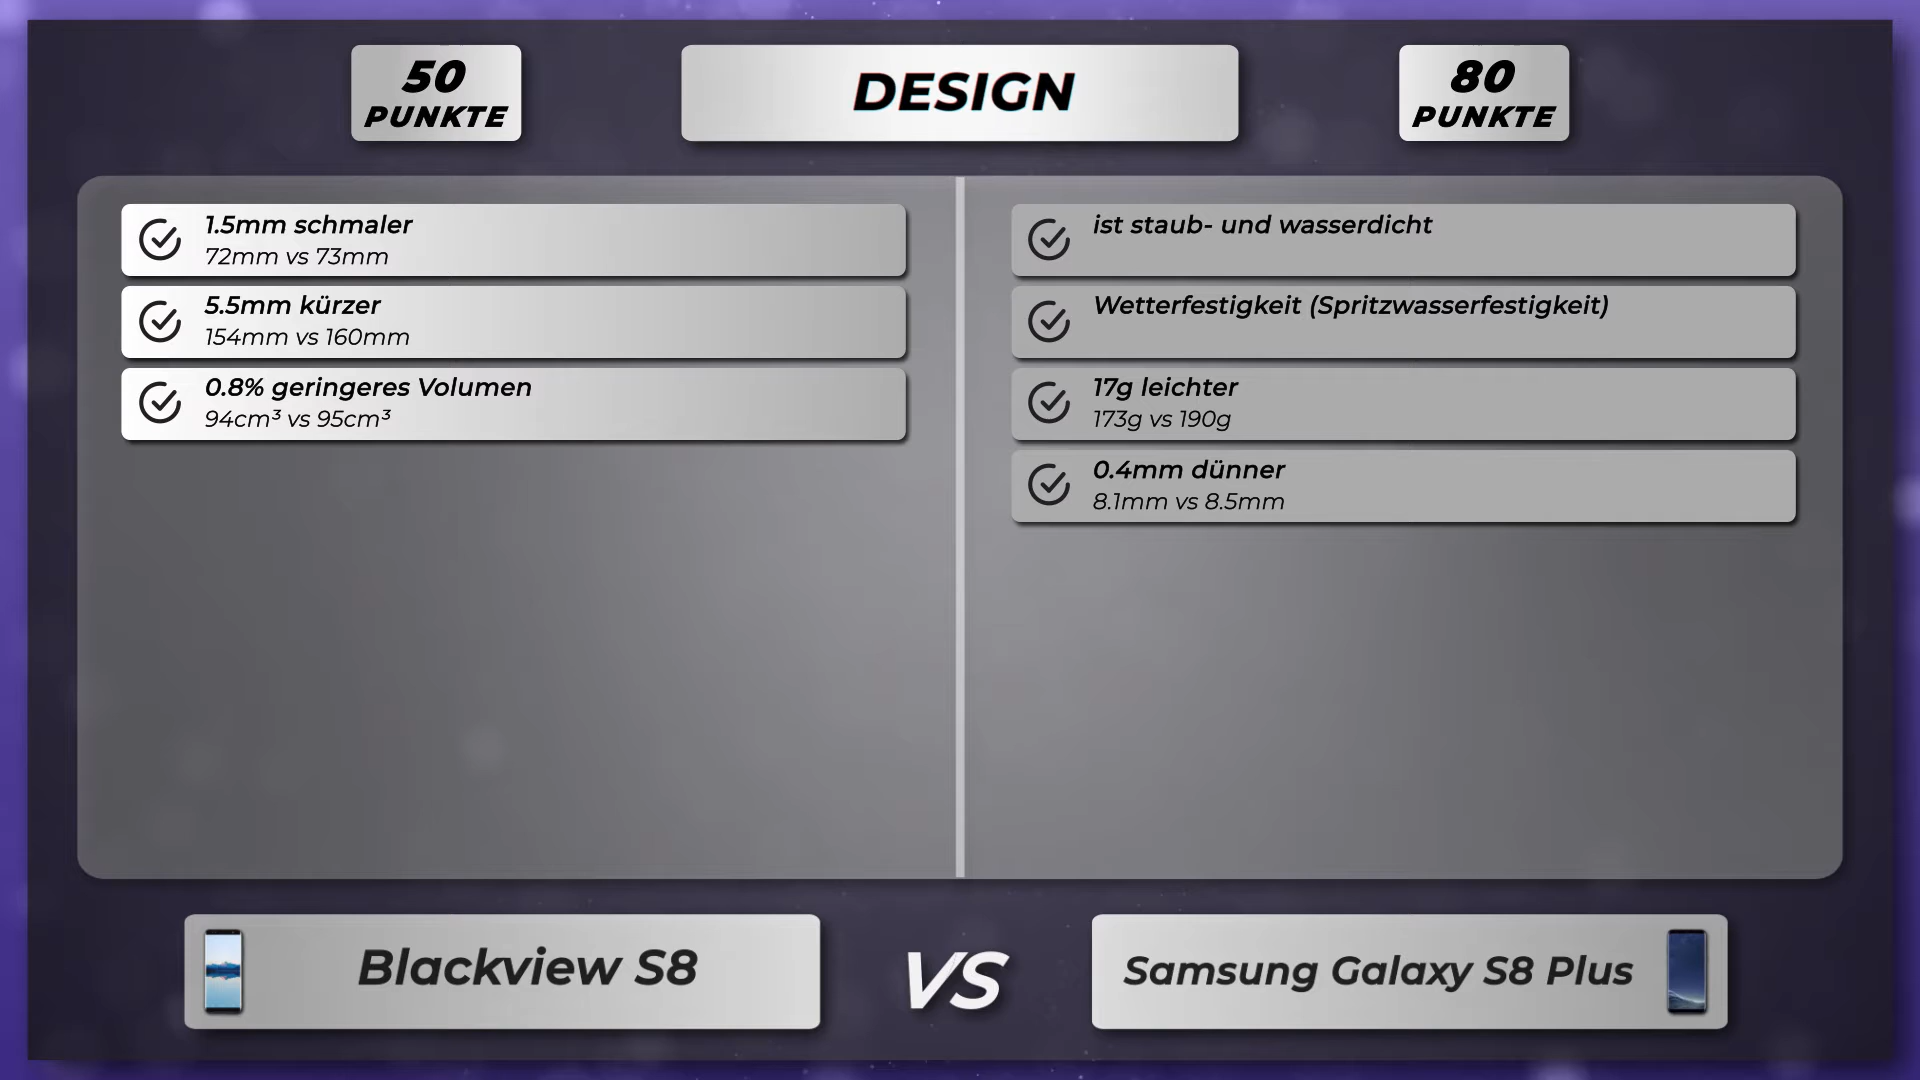 50
PUNKTE
DESIGN
80
PUNKTE
1.5mm schmaler
72mm vs 73mm
5.5mm kürzer
154mm vs 160mm
0.8% geringeres Volumen
94cm³ vs 95cm³
ist staub- und wasserdicht
Wetterfestigkeit (Spritzwasserfestigkeit)
17g leichter
173g vs 190g
0.4mm dünner
8.1mm vs 8.5mm
Blackview S8
VS
Samsung Galaxy S8 Plus